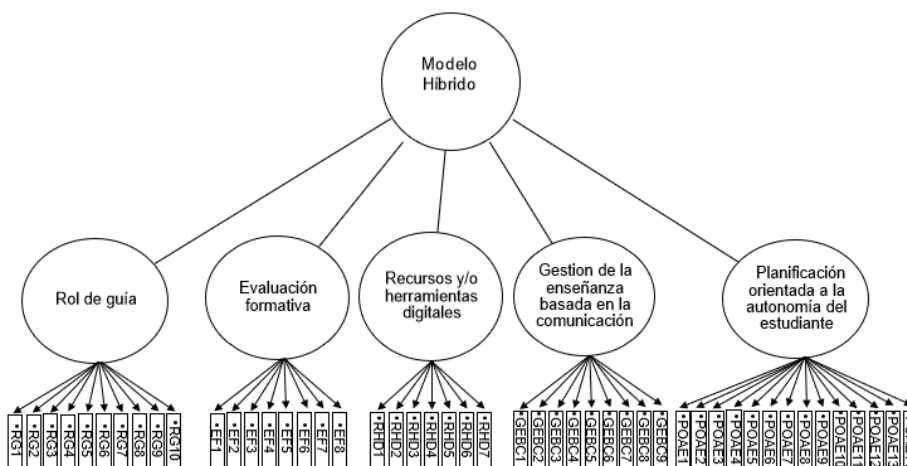 Modelo
Híbrido
Rol de guía
Evaluación
formativa
Recursos y/o
herramientas
digitales
Gestion de la
enseñanza
basada en la
comunicación
Planificación
orientada a la
autonomía del
estudiante
•RG1
•RG2
•RG3
•RG4
•RG5
•RG6
•RG7
•RG8
•RG9
•RG10
•EF1
•EF2
•EF3
•EF4
•EF5
•EF6
•EF7
•EF8
•RHD1
•RHD2
•RHD3
•RHD4
•RHD5
•RHD6
•RHD7
•GEBC1
•GEBC2
•GEBC3
•GEBC4
•GEBC5
•GEBC6
•GEBC7
•GEBC8
•GEBC9
•POAE1
•POAE2
•POAE3
•POAE4
•POAE5
•POAE6
•POAE7
•POAE8
•POAE9
•POAE10
•POAE11
•POAE12
•POAE13